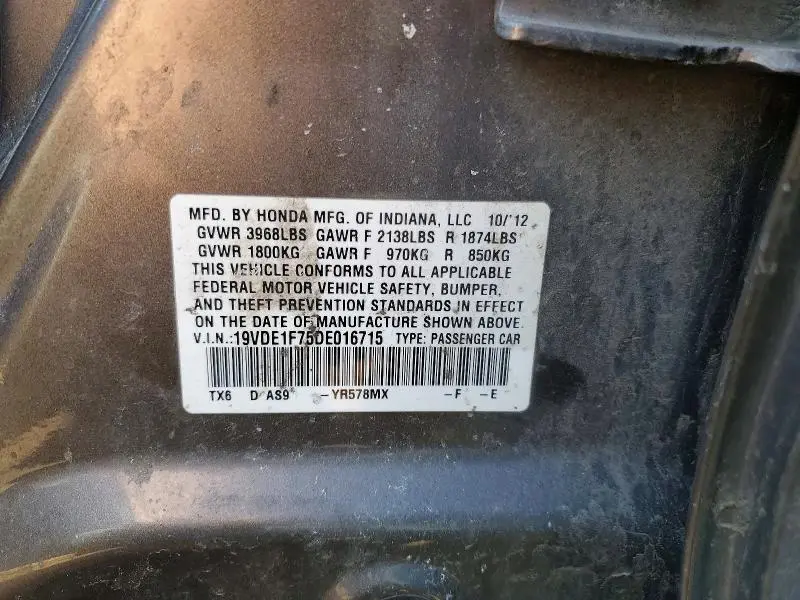 MFD. BY HONDA MFG. OF INDIANA, LLC 10/'12
GVWR 3968LBS GAWR F 2138LBS R 1874LBS
GVWR 1800KG GAWR F 970KG R 850KG
THIS VEHICLE CONFORMS TO ALL APPLICABLE
FEDERAL MOTOR VEHICLE SAFETY, BUMPER,
AND THEFT PREVENTION STANDARDS IN EFFECT
ON THE DATE OF MANUFACTURE SHOWN ABOVE.
V.I.N.:19VDE1F75DE016715 TYPE: PASSENGER CAR
TX6 D AS9 -YR578MX -F -E